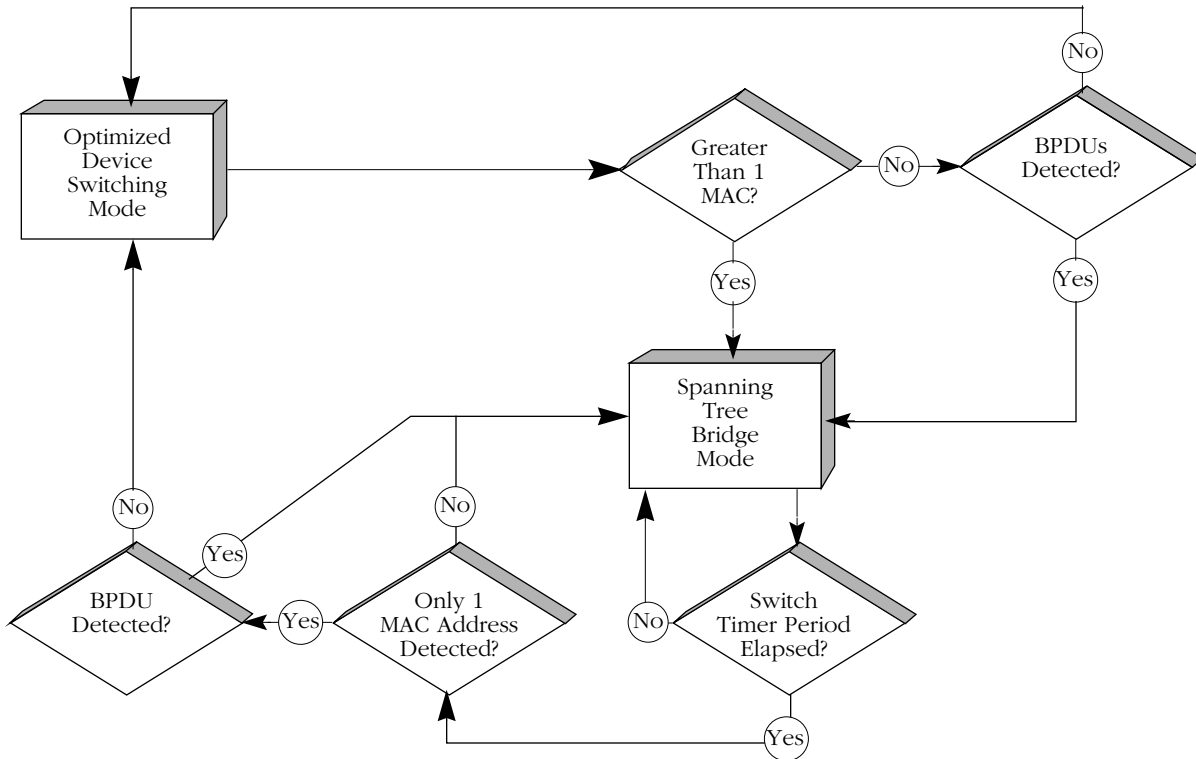 No
Optimized
Device
Switching
Mode
Greater
Than 1
MAC?
No
BPDUs
Detected?
Yes
Yes
Spanning
Tree
Bridge
Mode
No
No
Yes
BPDU
Detected?
Yes
Only 1
MAC Address
Detected?
No
Switch
Timer Period
Elapsed?
Yes